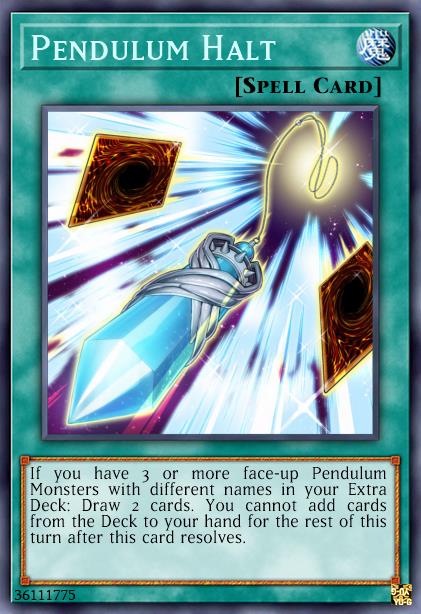 Pendulum Halt
魔
[Spell Card]
If you have 3 or more face-up Pendulum
Monsters with different names in your Extra
Deck: Draw 2 cards. You cannot add cards
from the Deck to your hand for the rest of this
turn after this card resolves.
36111775